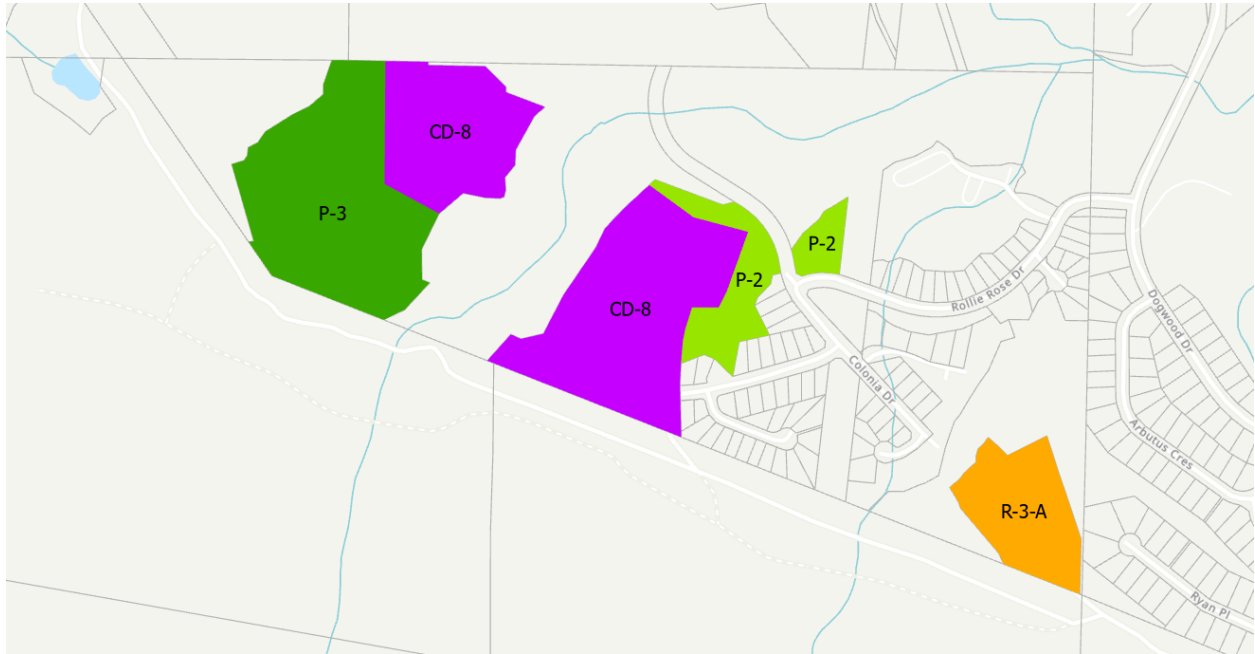 CD-8
P-3
P-2
P-2
CD-8
Rollie Rose Dr
Dogwood Dr
Colonia Dr
Arbutus Cres
R-3-A
Ryan Pl